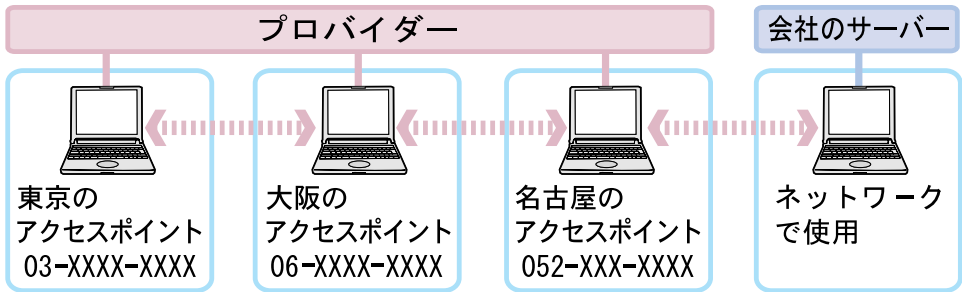 プロバイダー
会社のサーバー
東京の
アクセスポイント
03-XXXX-XXXX
大阪の
アクセスポイント
06-XXXX-XXXX
名古屋の
アクセスポイント
052-XXX-XXXX
ネットワーク
で使用